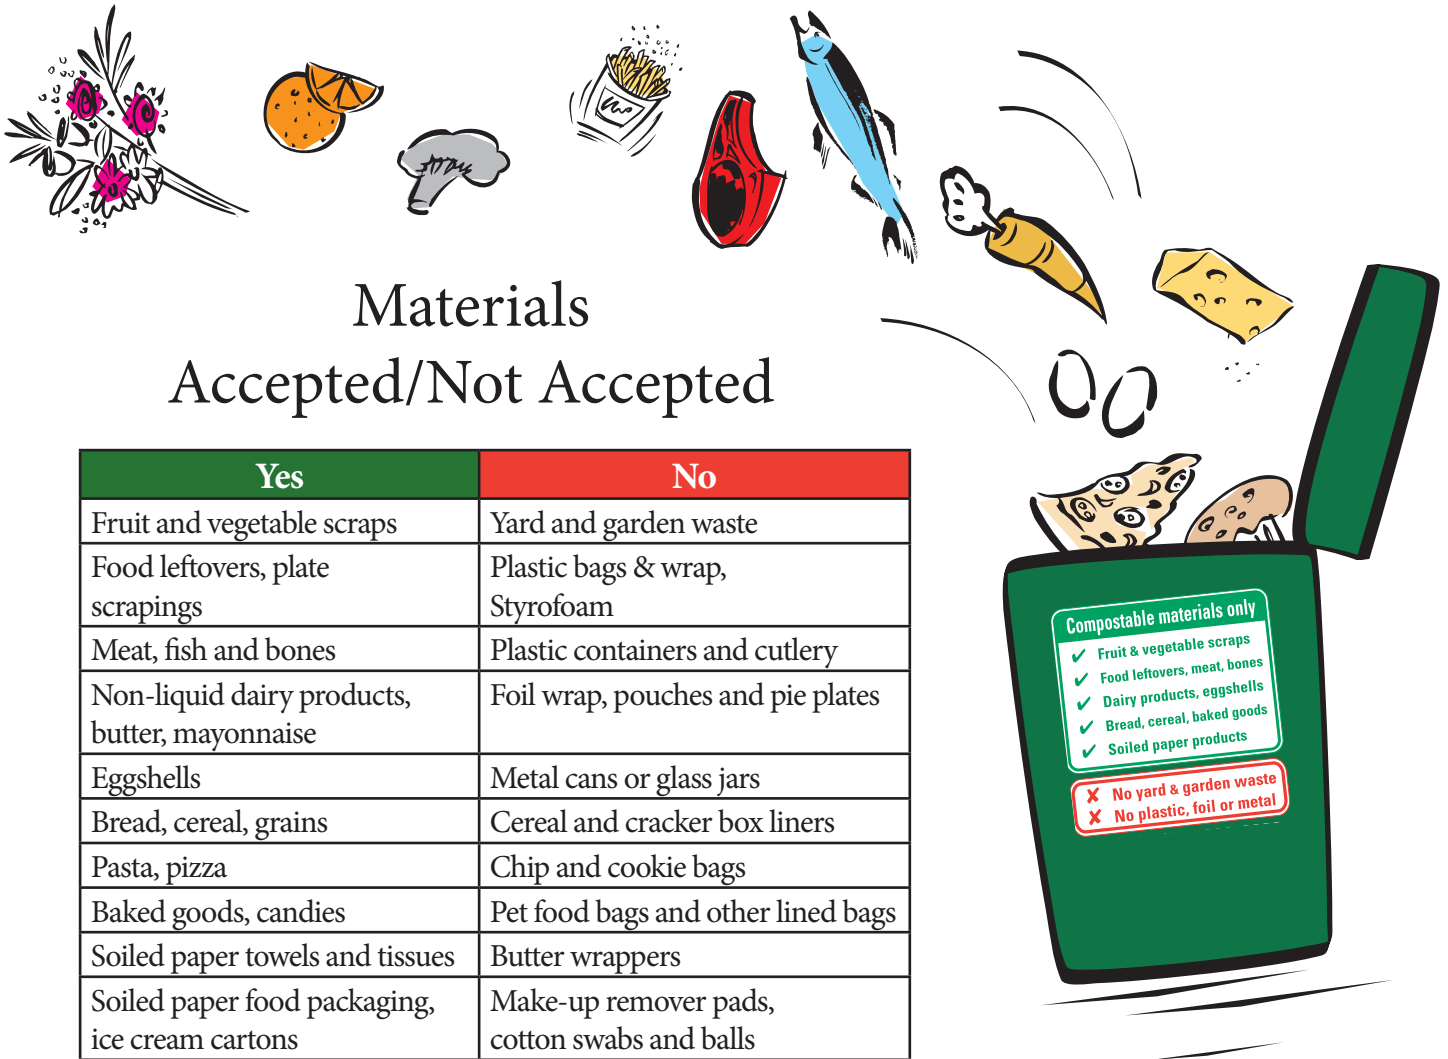 Materials
Accepted/Not Accepted
Yes
No
Fruit and vegetable scraps
Yard and garden waste
Food leftovers, plate
scrapings
Plastic bags & wrap,
Styrofoam
Meat, fish and bones
Plastic containers and cutlery
Non-liquid dairy products,
butter, mayonnaise
Foil wrap, pouches and pie plates
Eggshells
Metal cans or glass jars
Bread, cereal, grains
Cereal and cracker box liners
Pasta, pizza
Chip and cookie bags
Baked goods, candies
Pet food bags and other lined bags
Soiled paper towels and tissues
Butter wrappers
Soiled paper food packaging,
ice cream cartons
Make-up remover pads,
cotton swabs and balls
Compostable materials only
✔ Fruit & vegetable scraps
✔ Food leftovers, meat, bones
✔ Dairy products, eggshells
✔ Bread, cereal, baked goods
✔ Soiled paper products
✘ No yard & garden waste
✘ No plastic, foil or metal